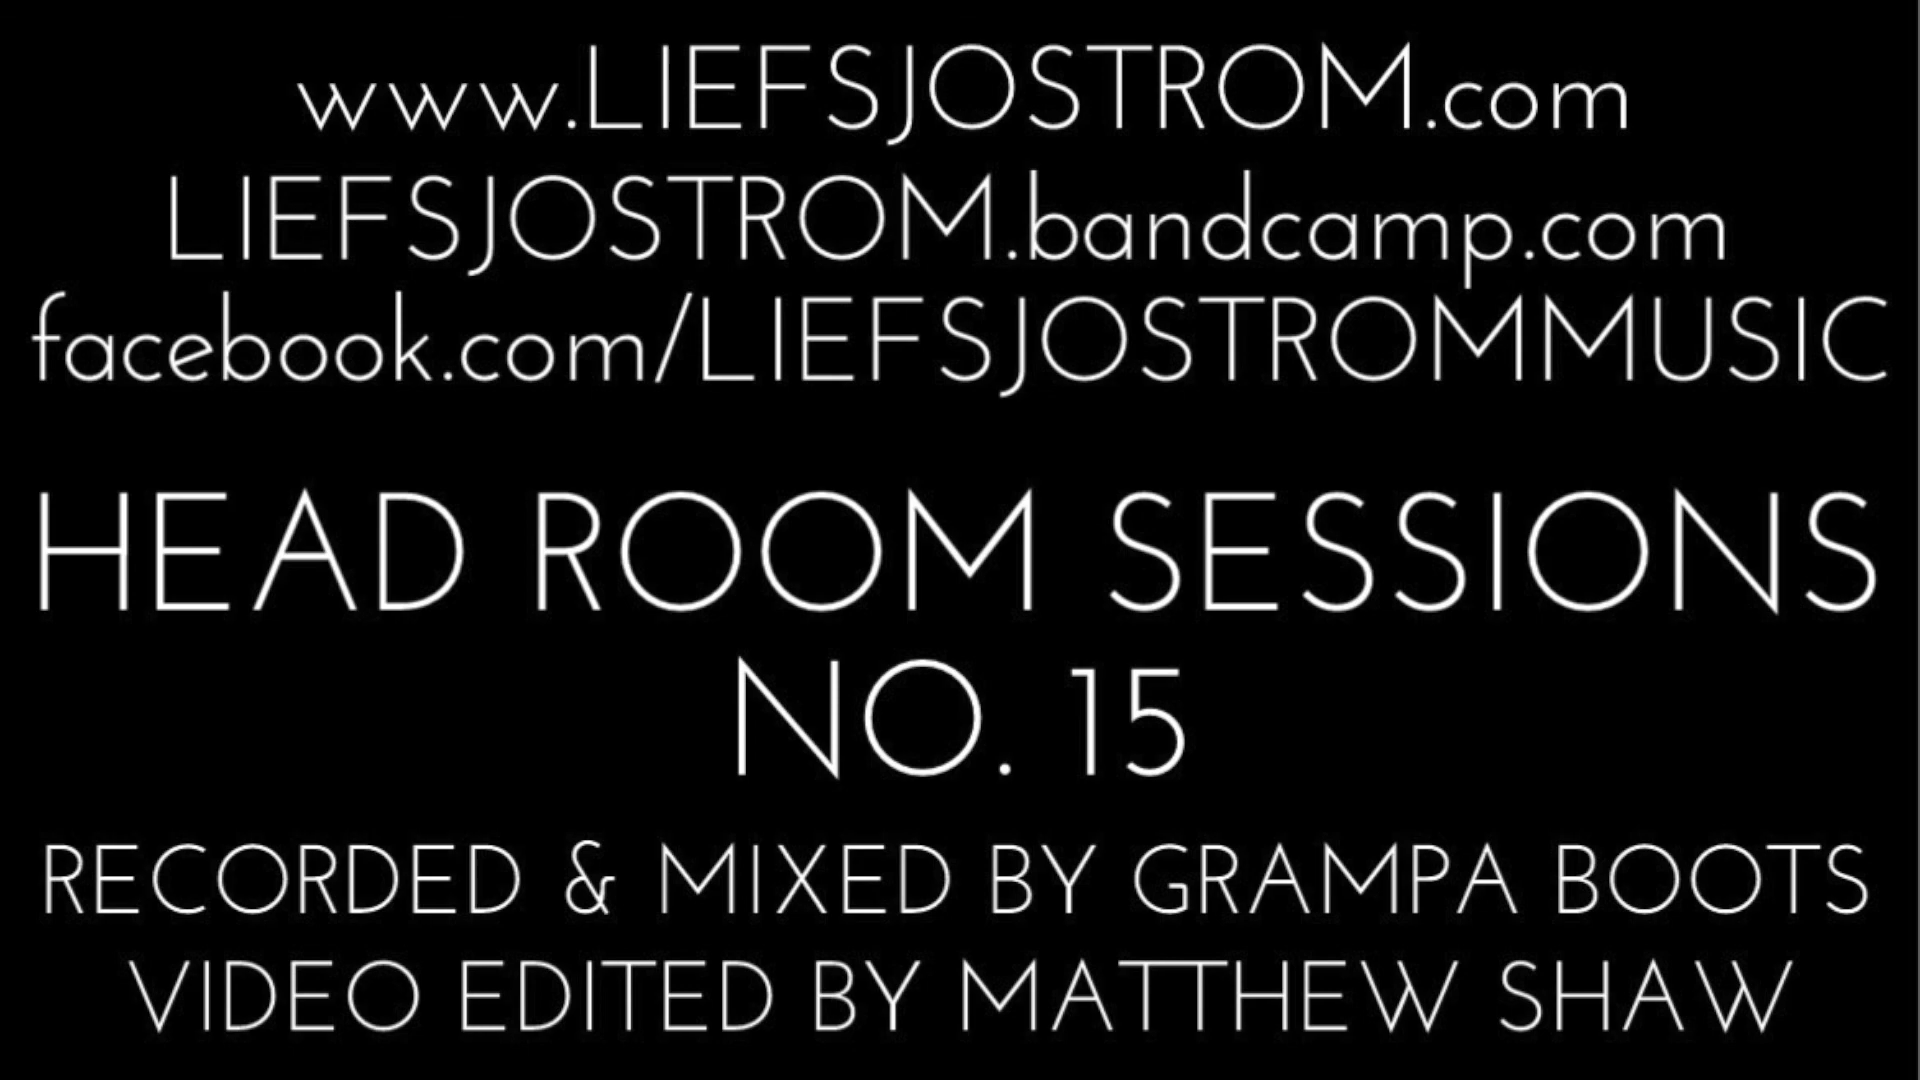 www.LIEFSJOSTROM.com
LIEFSJOSTROM.bandcamp.com
facebook.com/LIEFSJOSTROMMUSIC
HEAD ROOM SESSIONS
NO. 15
RECORDED & MIXED BY GRAMPA BOOTS
VIDEO EDITED BY MATTHEW SHAW